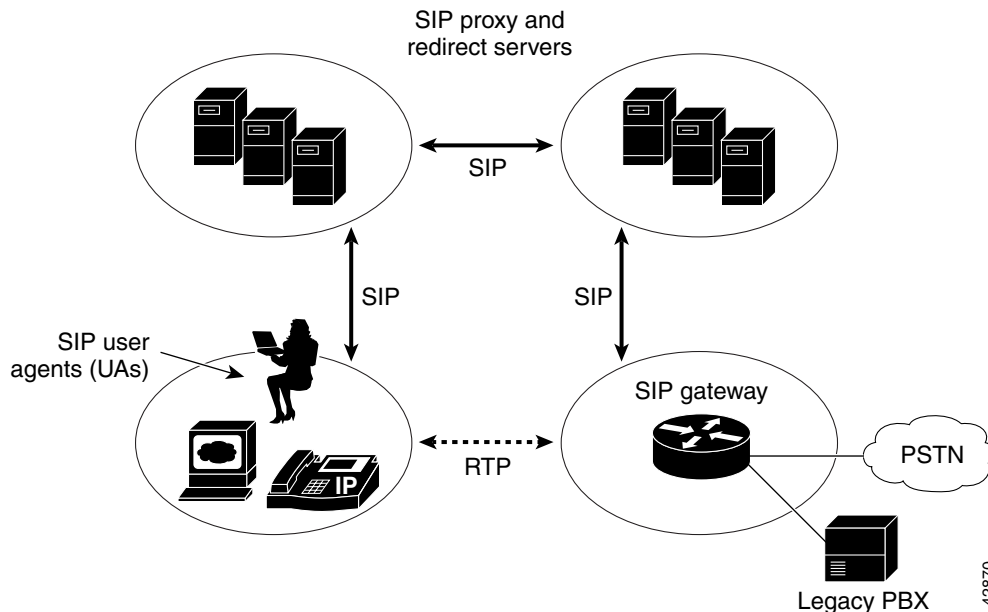 SIP proxy and
redirect servers
SIP
SIP
SIP
SIP user
agents (UAs)
SIP gateway
RTP
IP
PSTN
Legacy PBX
42870